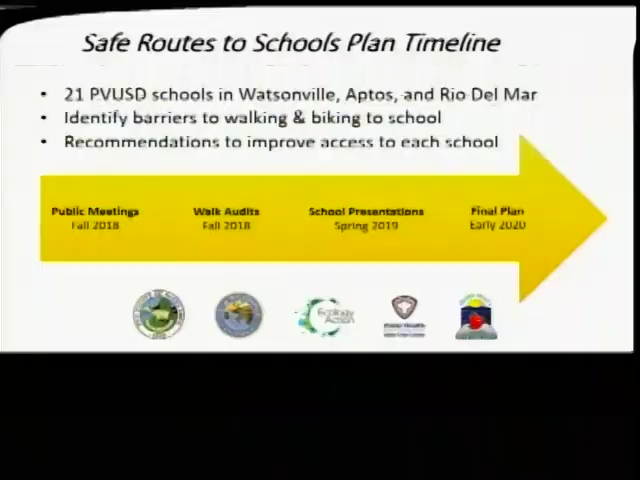 Safe Routes to Schools Plan Timeline
• 21 PVUSD schools in Watsonville, Aptos, and Rio Del Mar
• Identify barriers to walking & biking to school
• Recommendations to improve access to each school
Public Meetings
Fall 2018
Walk Audits
Fall 2018
School Presentations
Spring 2019
Final Plan
Early 2020
Ecology
Action